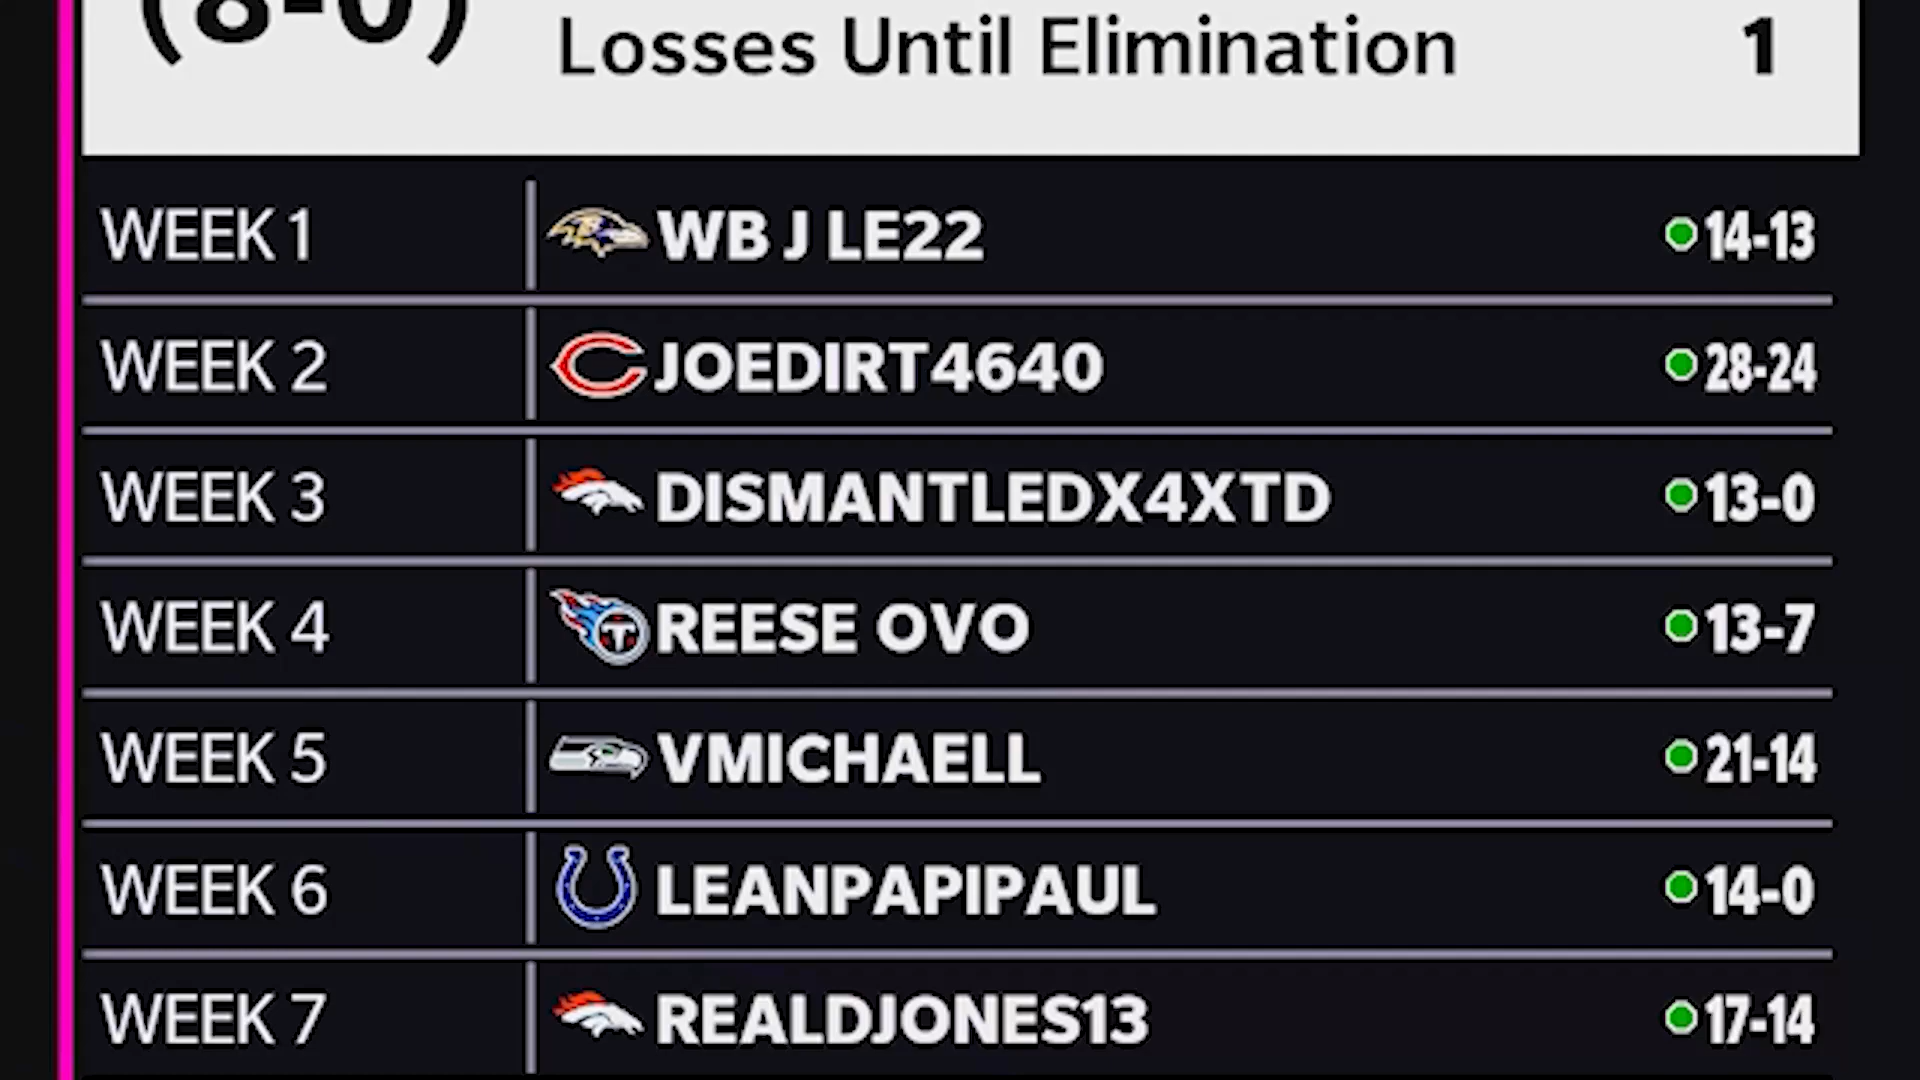 (8-0)
Losses Until Elimination 1
WEEK 1 WB J LE22 14-13
WEEK 2 JOEDIRT4640 28-24
WEEK 3 DISMANTLEDX4XTD 13-0
WEEK 4 REESE OVO 13-7
WEEK 5 VMICHAELL 21-14
WEEK 6 LEANPAPIPAUL 14-0
WEEK 7 REALDJONES13 17-14